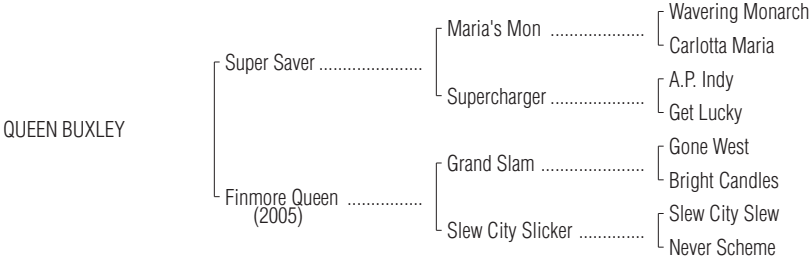 Wavering Monarch
Maria's Mon ....................
Carlotta Maria
Super Saver ......................
A.P. Indy
Supercharger ....................
Get Lucky
QUEEN BUXLEY
Gone West
Grand Slam ......................
Bright Candles
Finmore Queen ................
(2005)
Slew City Slew
Slew City Slicker ..............
Never Scheme